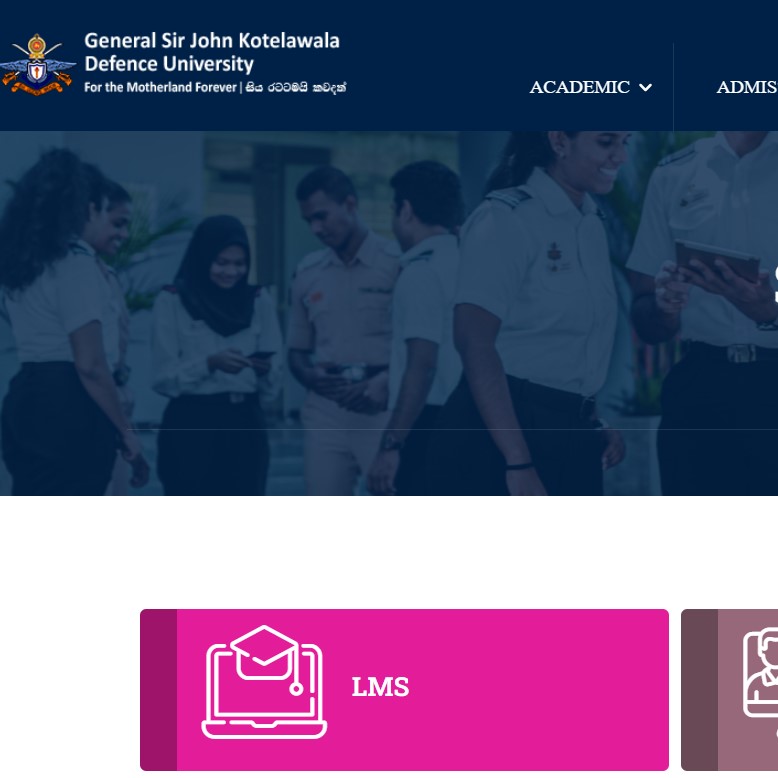 General Sir John Kotelawala
Defence University
For the Motherland Forever | සිය රටටමයි කවදත්
ACADEMIC
ADMIS
LMS